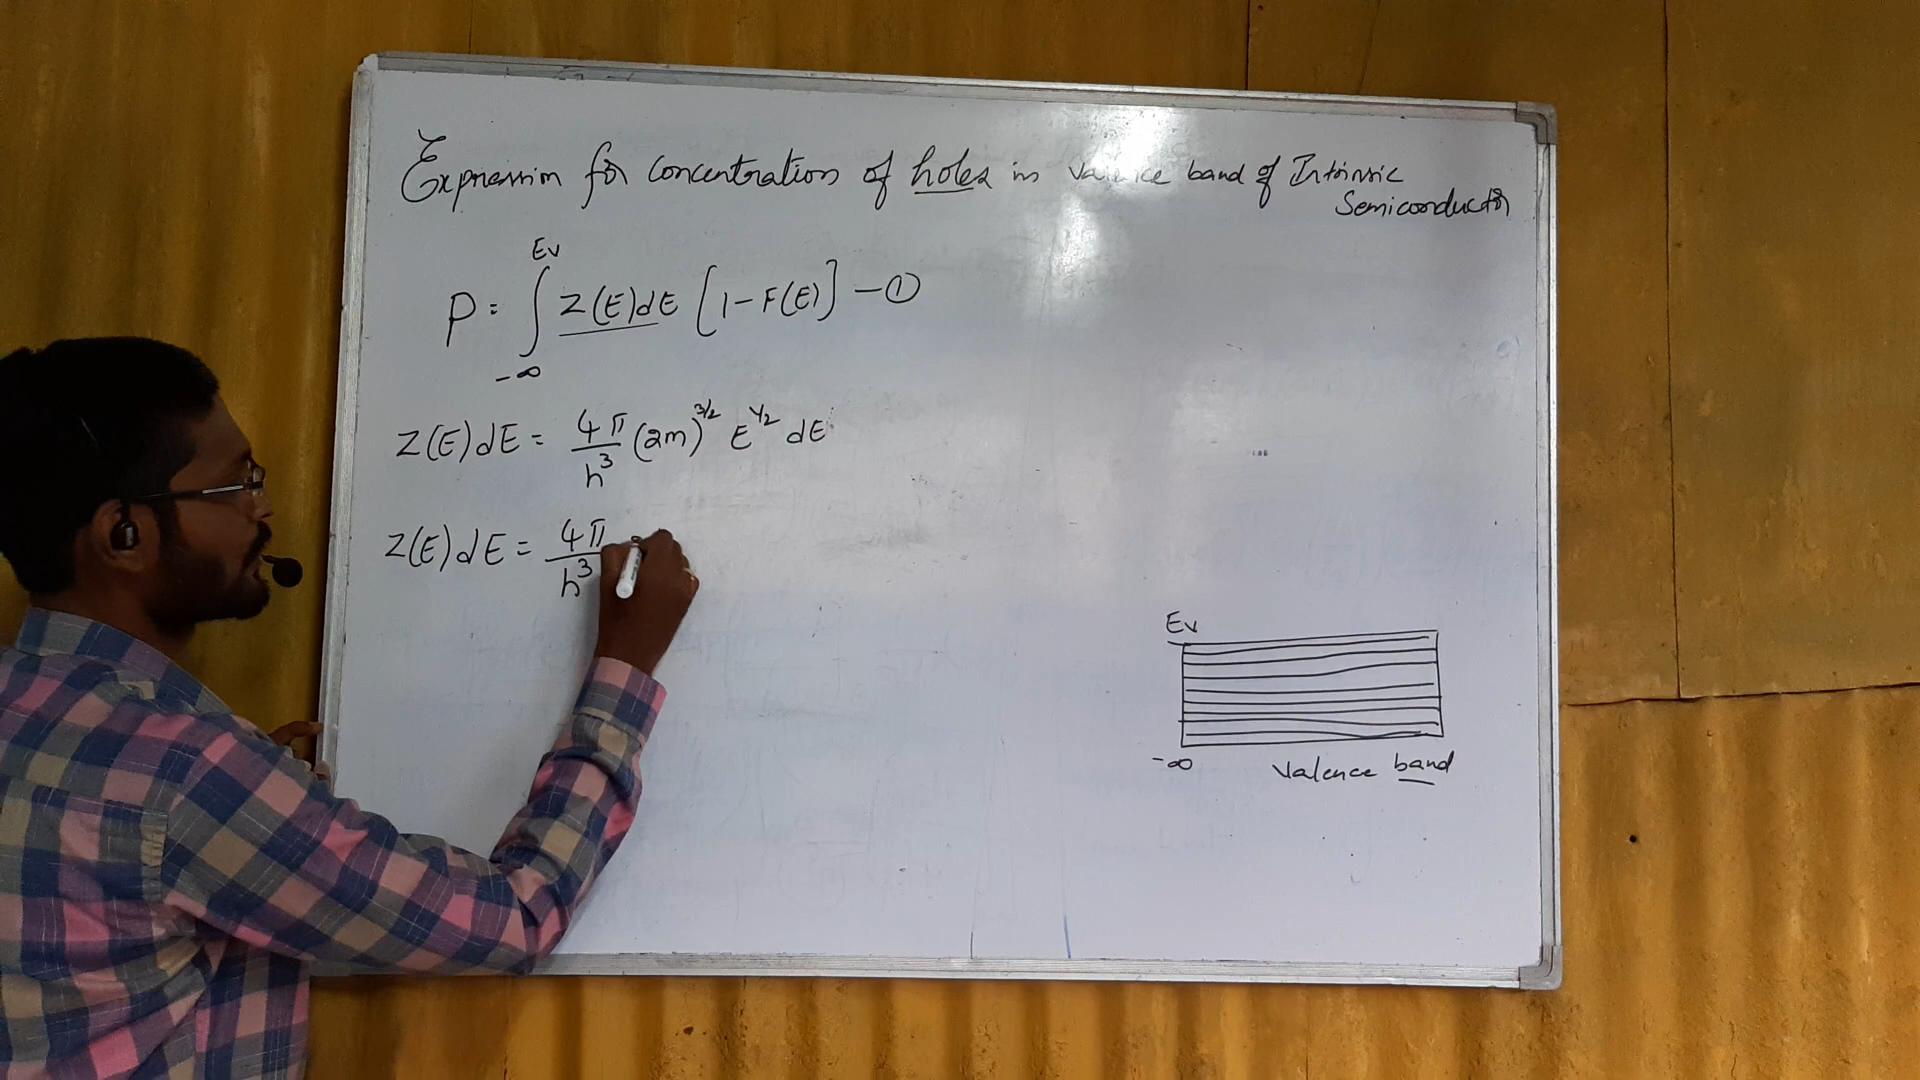 Expression for concentration of holes in Valence band of Intrinsic
Semiconductor
Ev
P = ∫ Z(E)dE [1-F(E)] - ①
-∞
Z(E)dE = 4π/h³ (2m)^3/2 E^1/2 dE
Z(E)dE = 4π/h³
Ev
-∞ Valence band